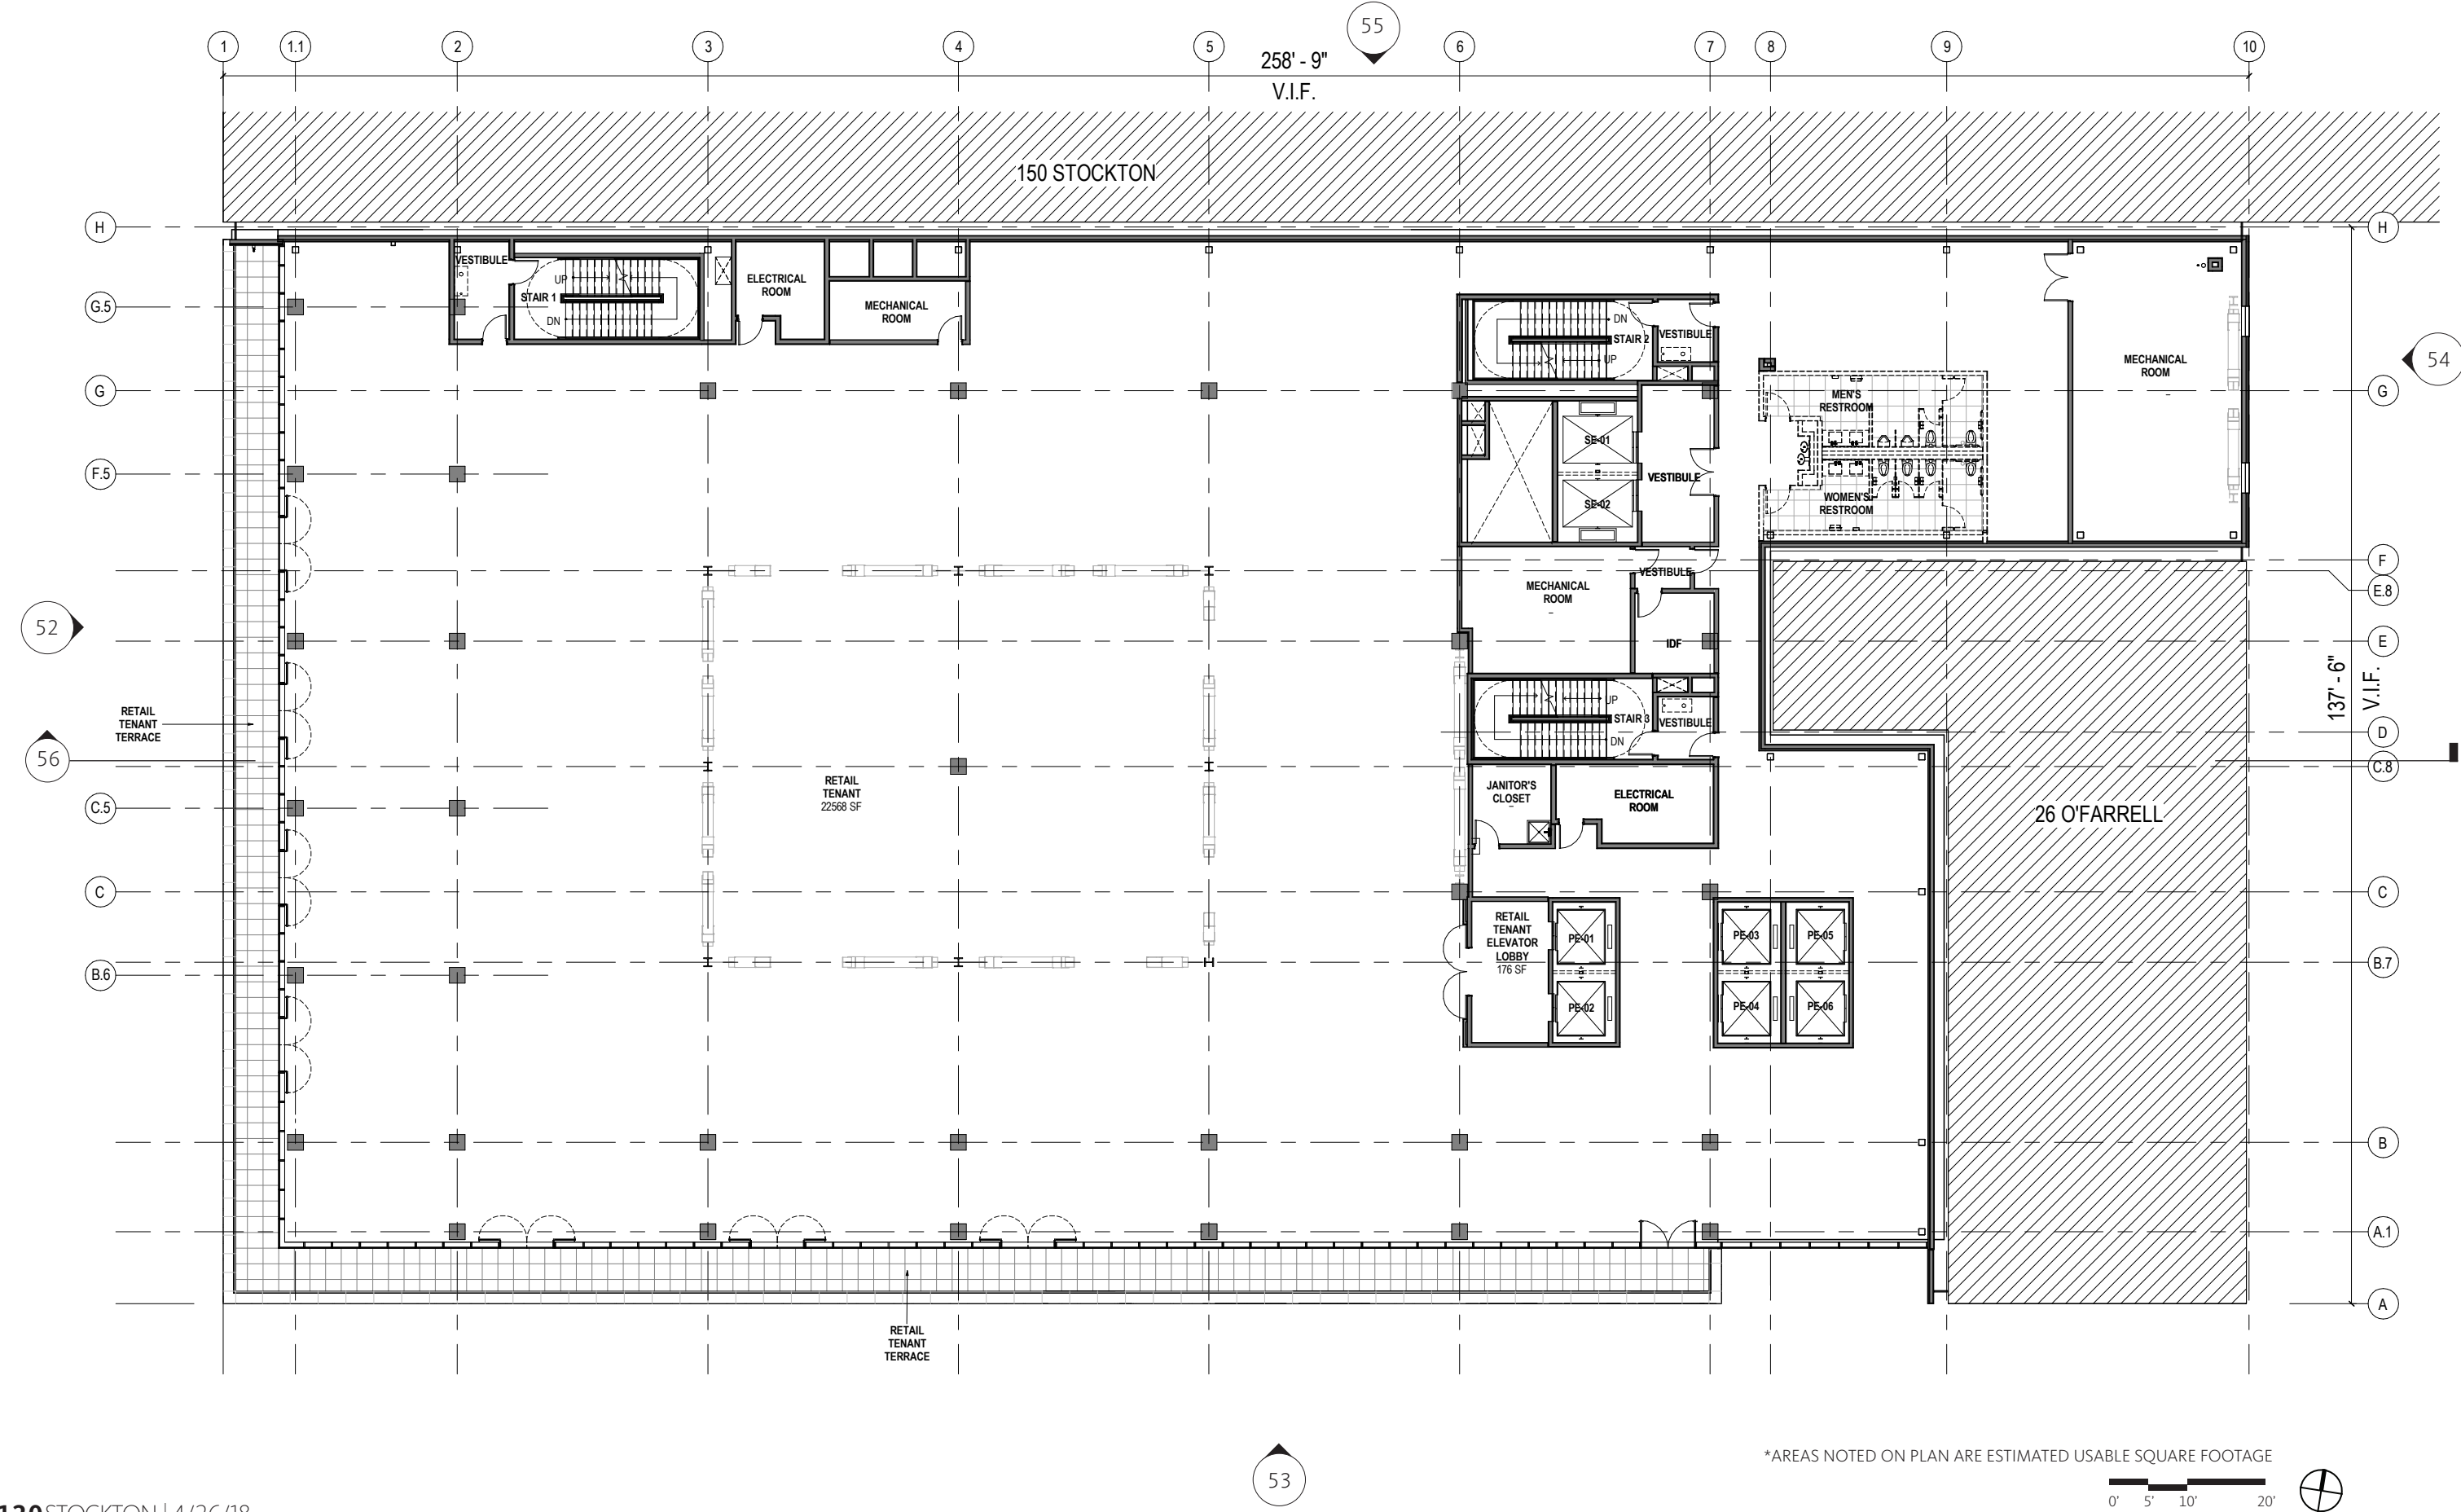 55
1
1.1
2
3
4
5
6
7
8
9
10
258' - 9"
V.I.F.
150 STOCKTON
H
H
VESTIBULE
UP
STAIR 1
DN
ELECTRICAL
ROOM
MECHANICAL
ROOM
G.5
DN
STAIR 2
UP
VESTIBULE
MECHANICAL
ROOM
54
G
G
MEN'S
RESTROOM
SE-01
F.5
VESTIBULE
SE-02
WOMEN'S
RESTROOM
F
E.8
VESTIBULE
MECHANICAL
ROOM
52
IDF
E
137' - 6"
V.I.F.
RETAIL
TENANT
TERRACE
UP
STAIR 3
DN
VESTIBULE
D
56
C.8
RETAIL
TENANT
22568 SF
JANITOR'S
CLOSET
ELECTRICAL
ROOM
C.5
26 O'FARRELL
C
C
RETAIL
TENANT
ELEVATOR
LOBBY
176 SF
PE-01
PE-03
PE-05
B.6
B.7
PE-02
PE-04
PE-06
B
A.1
A
RETAIL
TENANT
TERRACE
53
*AREAS NOTED ON PLAN ARE ESTIMATED USABLE SQUARE FOOTAGE
0' 5' 10' 20'
120 STOCKTON | 4/26/18